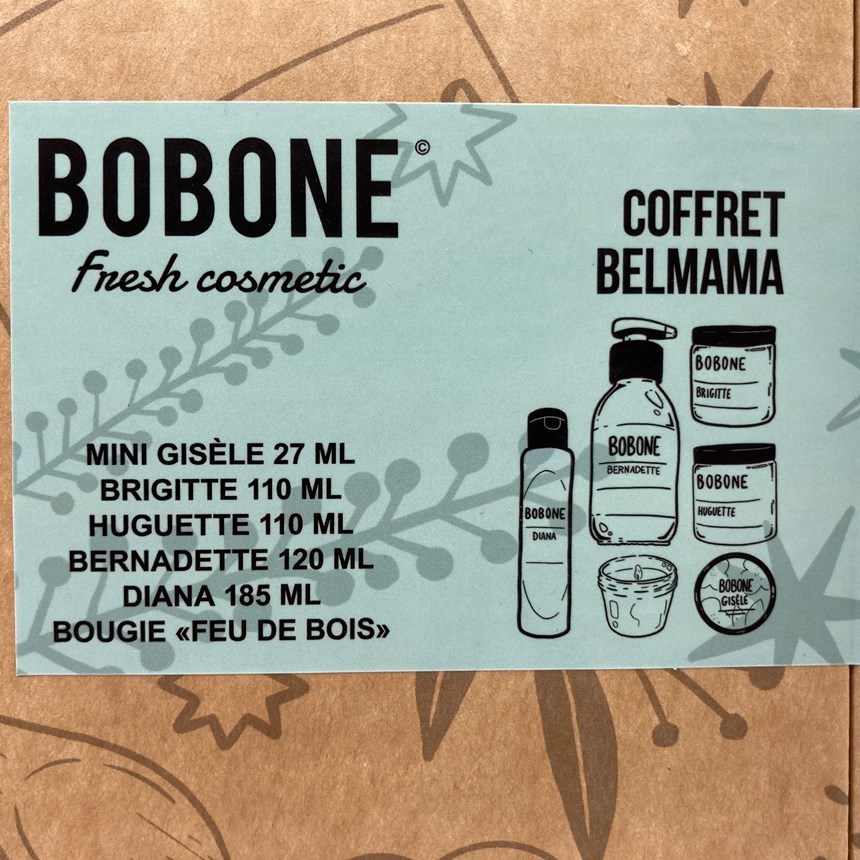 BOBONE©
Fresh cosmetic
COFFRET
BELMAMA
MINI GISÈLE 27 ML
BRIGITTE 110 ML
HUGUETTE 110 ML
BERNADETTE 120 ML
DIANA 185 ML
BOUGIE «FEU DE BOIS»
BOBONE
DIANA
BOBONE
BERNADETTE
BOBONE
BRIGITTE
BOBONE
HUGUETTE
BOBONE
GISÈLE